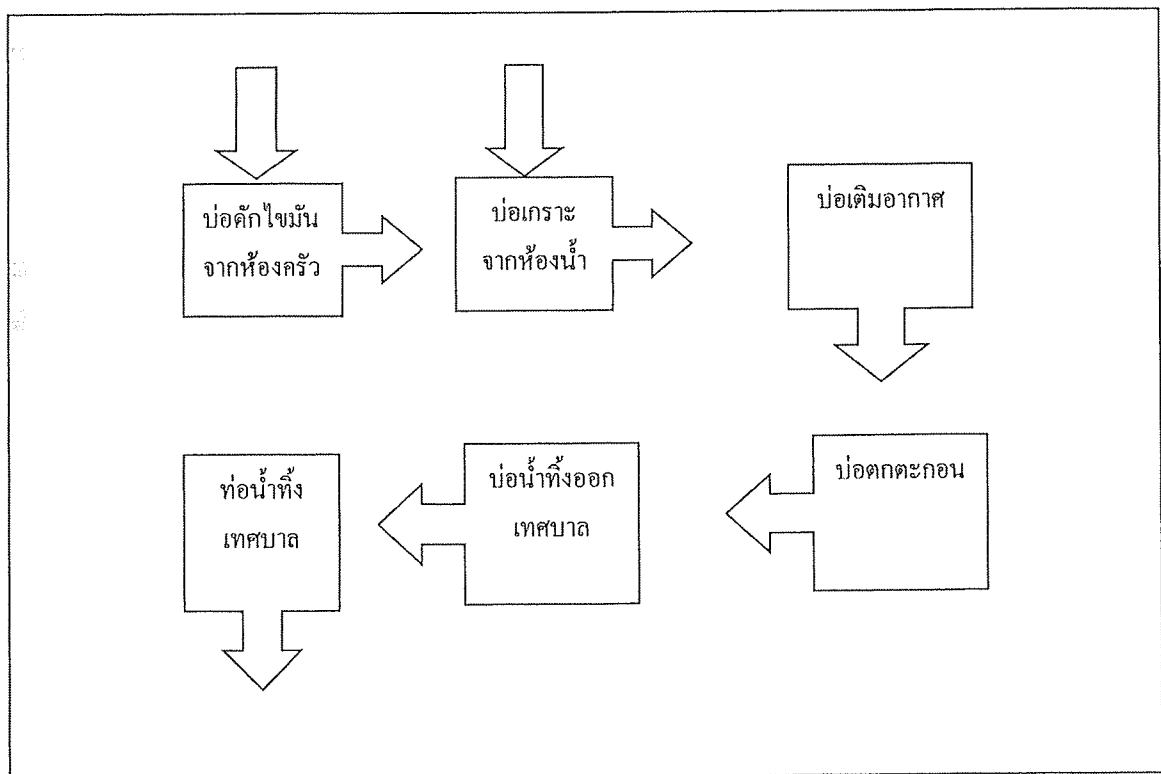 บ่อดักไขมัน
จากห้องครัว
บ่อเกราะ
จากห้องน้ำ
บ่อเติมอากาศ
บ่อตกตะกอน
บ่อน้ำทิ้งออก
เทศบาล
ท่อน้ำทิ้ง
เทศบาล